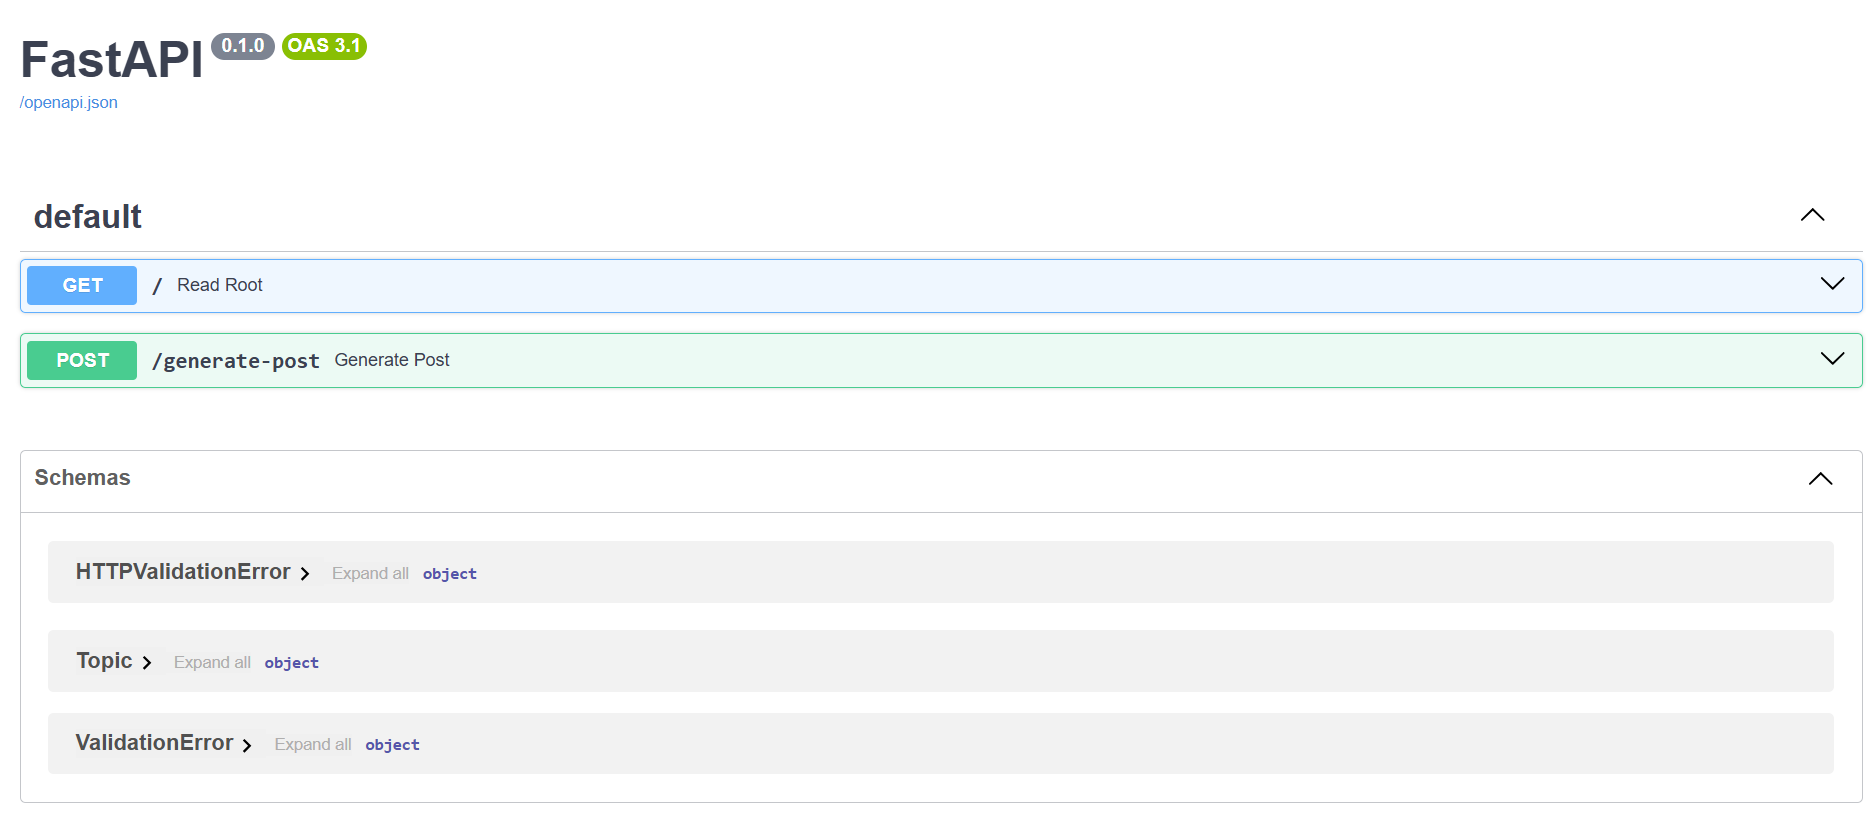 FastAPI 0.1.0 OAS 3.1
/openapi.json
default
GET / Read Root
POST /generate-post Generate Post
Schemas
HTTPValidationError Expand all object
Topic Expand all object
ValidationError Expand all object